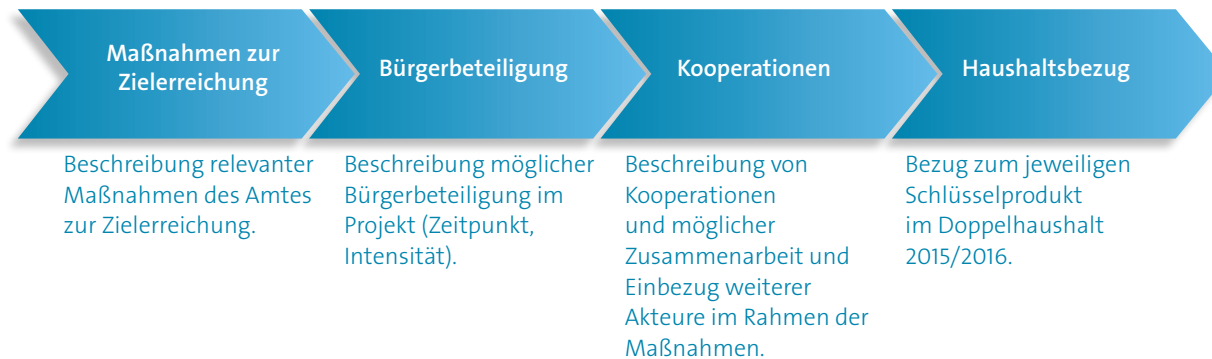 Maßnahmen zur
Zielerreichung
Beschreibung relevanter
Maßnahmen des Amtes
zur Zielerreichung.
Bürgerbeteiligung
Beschreibung möglicher
Bürgerbeteiligung im
Projekt (Zeitpunkt,
Intensität).
Kooperationen
Beschreibung von
Kooperationen
und möglicher
Zusammenarbeit und
Einbezug weiterer
Akteure im Rahmen der
Maßnahmen.
Haushaltsbezug
Bezug zum jeweiligen
Schlüsselprodukt
im Doppelhaushalt
2015/2016.